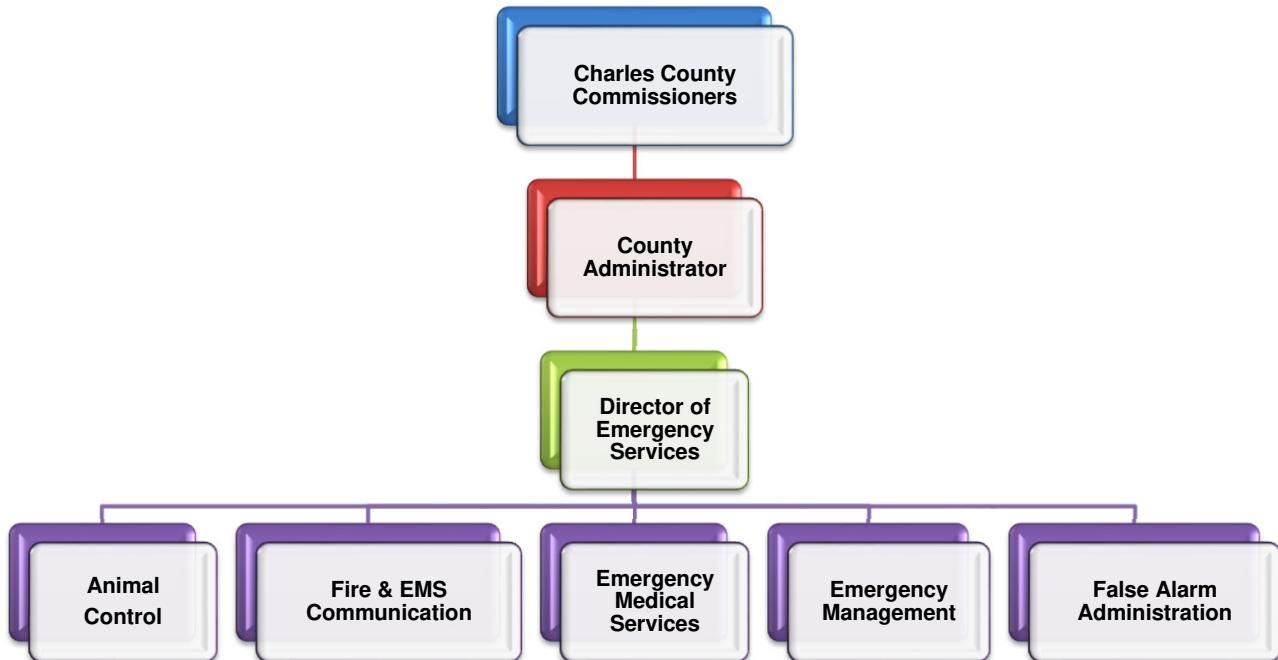 Charles County
Commissioners
County
Administrator
Director of
Emergency
Services
Animal
Control
Fire & EMS
Communication
Emergency
Medical
Services
Emergency
Management
False Alarm
Administration